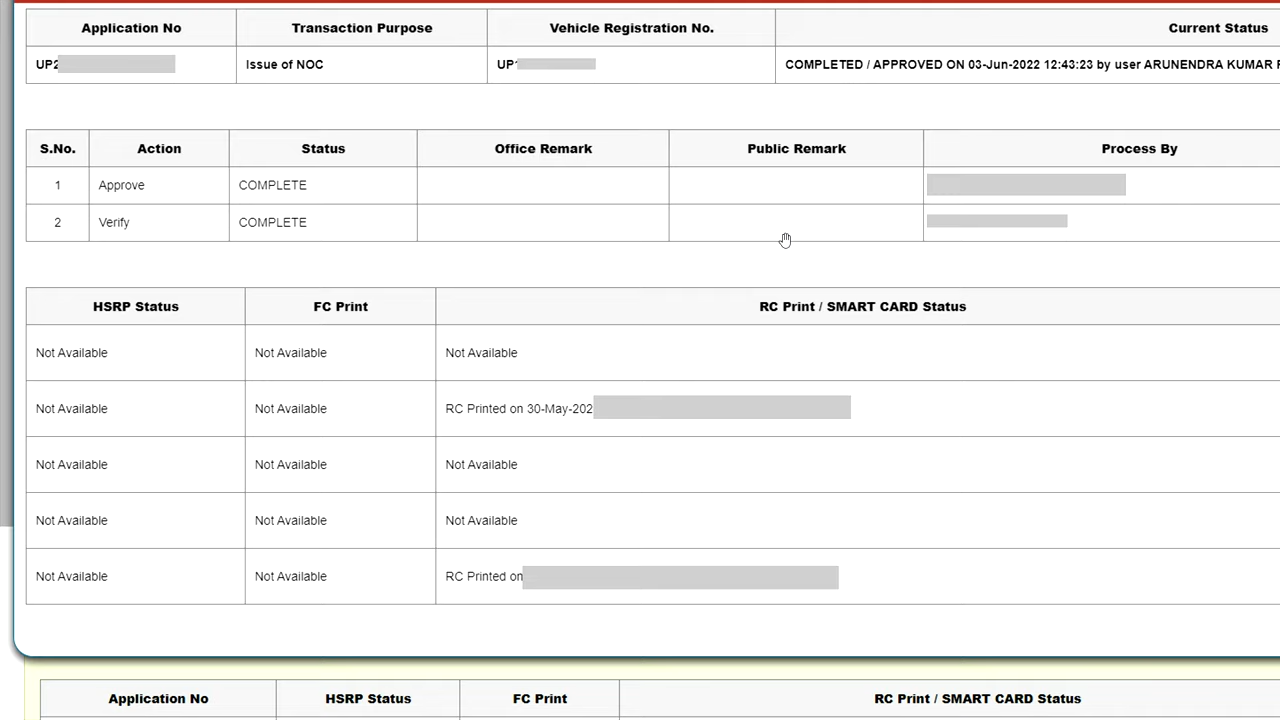 Application No Transaction Purpose Vehicle Registration No. Current Status
UP2 Issue of NOC UP1 COMPLETED / APPROVED ON 03-Jun-2022 12:43:23 by user ARUNENDRA KUMAR
S.No. Action Status Office Remark Public Remark Process By
1 Approve COMPLETE
2 Verify COMPLETE
HSRP Status FC Print RC Print / SMART CARD Status
Not Available Not Available Not Available
Not Available Not Available RC Printed on 30-May-202
Not Available Not Available Not Available
Not Available Not Available Not Available
Not Available Not Available RC Printed on
Application No HSRP Status FC Print RC Print / SMART CARD Status